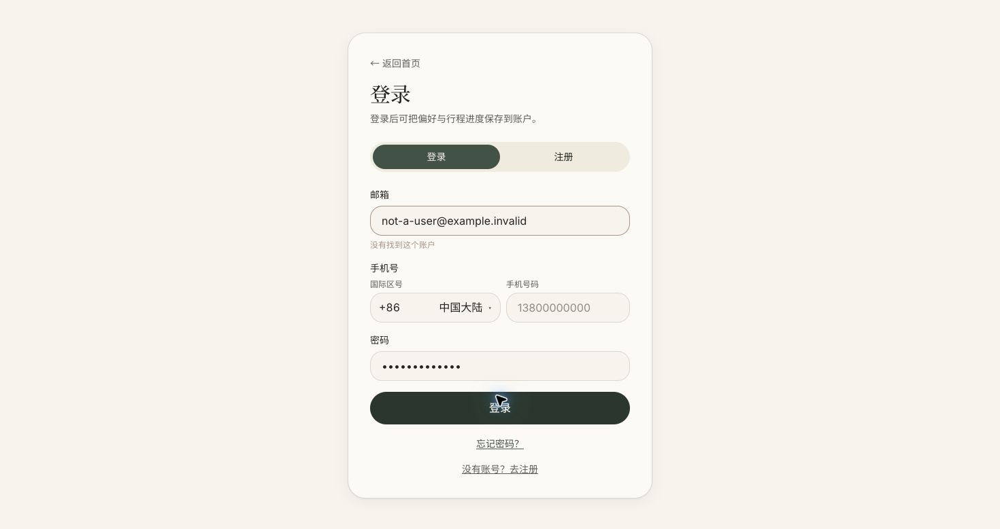 ← 返回首页
登录
登录后可把偏好与行程进度保存到账户。
登录 注册
邮箱
not-a-user@example.invalid
没有找到这个账户
手机号
国际区号 手机号码
+86 中国大陆 13800000000
密码
•••••••••••••
登录
忘记密码？
没有账号？去注册